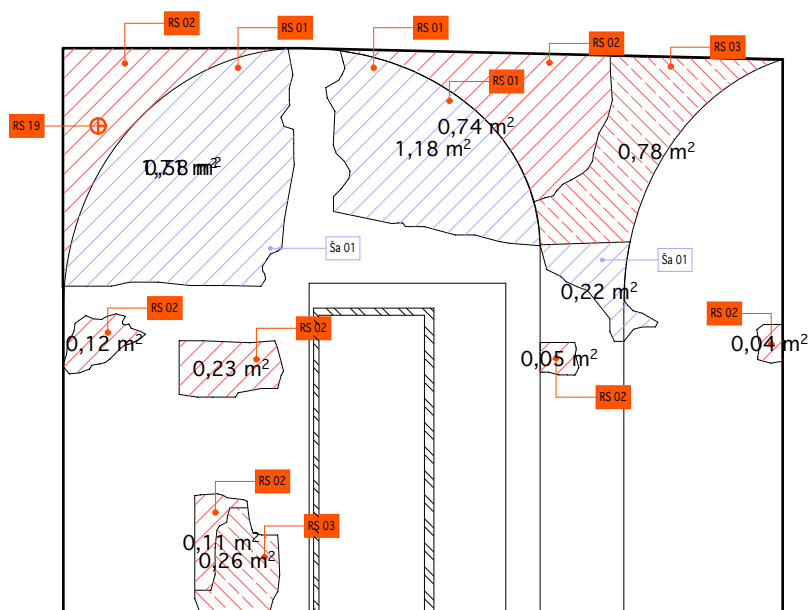 RS 02
RS 01
RS 01
RS 02
RS 03
RS 01
RS 19
0,74 m²
1,18 m²
0,78 m²
Ša 01
Ša 01
0,22 m²
RS 02
RS 02
RS 02
0,12 m²
0,23 m²
0,05 m²
0,04 m²
RS 02
RS 02
RS 03
0,11 m²
0,26 m²